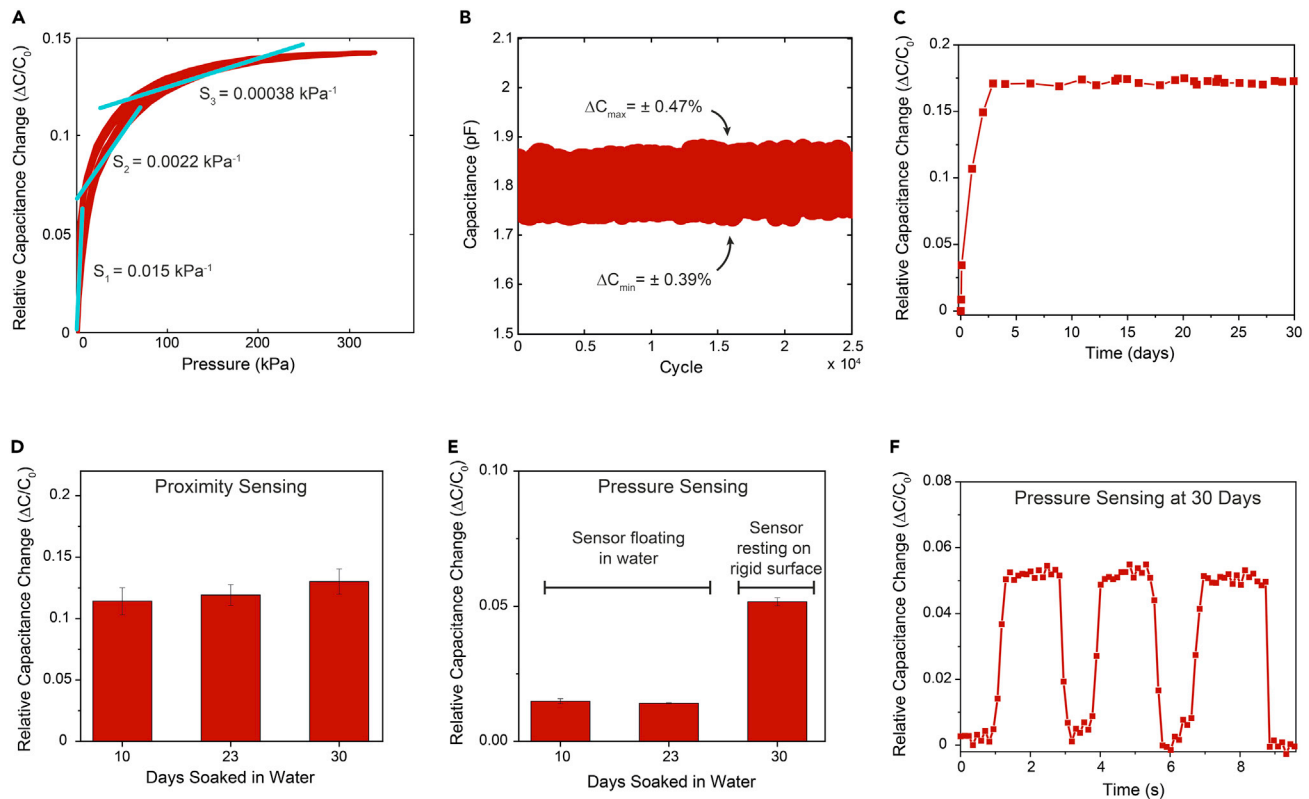 A
Relative Capacitance Change (ΔC/C₀)
0.15
0.1
0.05
0
S₃ = 0.00038 kPa⁻¹
S₂ = 0.0022 kPa⁻¹
S₁ = 0.015 kPa⁻¹
0 100 200 300
Pressure (kPa)
B
Capacitance (pF)
2.1
2.0
1.9
1.8
1.7
1.6
1.5
ΔCmax= ± 0.47%
ΔCmin= ± 0.39%
0 0.5 1.0 1.5 2.0 2.5
Cycle
x 10⁴
C
Relative Capacitance Change (ΔC/C₀)
0.2
0.15
0.1
0.05
0
0 5 10 15 20 25 30
Time (days)
D
Relative Capacitance Change (ΔC/C₀)
Proximity Sensing
0.2
0.15
0.1
0.05
0
10 23 30
Days Soaked in Water
E
Relative Capacitance Change (ΔC/C₀)
Pressure Sensing
0.10
0.05
0.00
Sensor floating
in water
Sensor
resting on
rigid surface
10 23 30
Days Soaked in Water
F
Relative Capacitance Change (ΔC/C₀)
Pressure Sensing at 30 Days
0.08
0.06
0.04
0.02
0
0 2 4 6 8
Time (s)